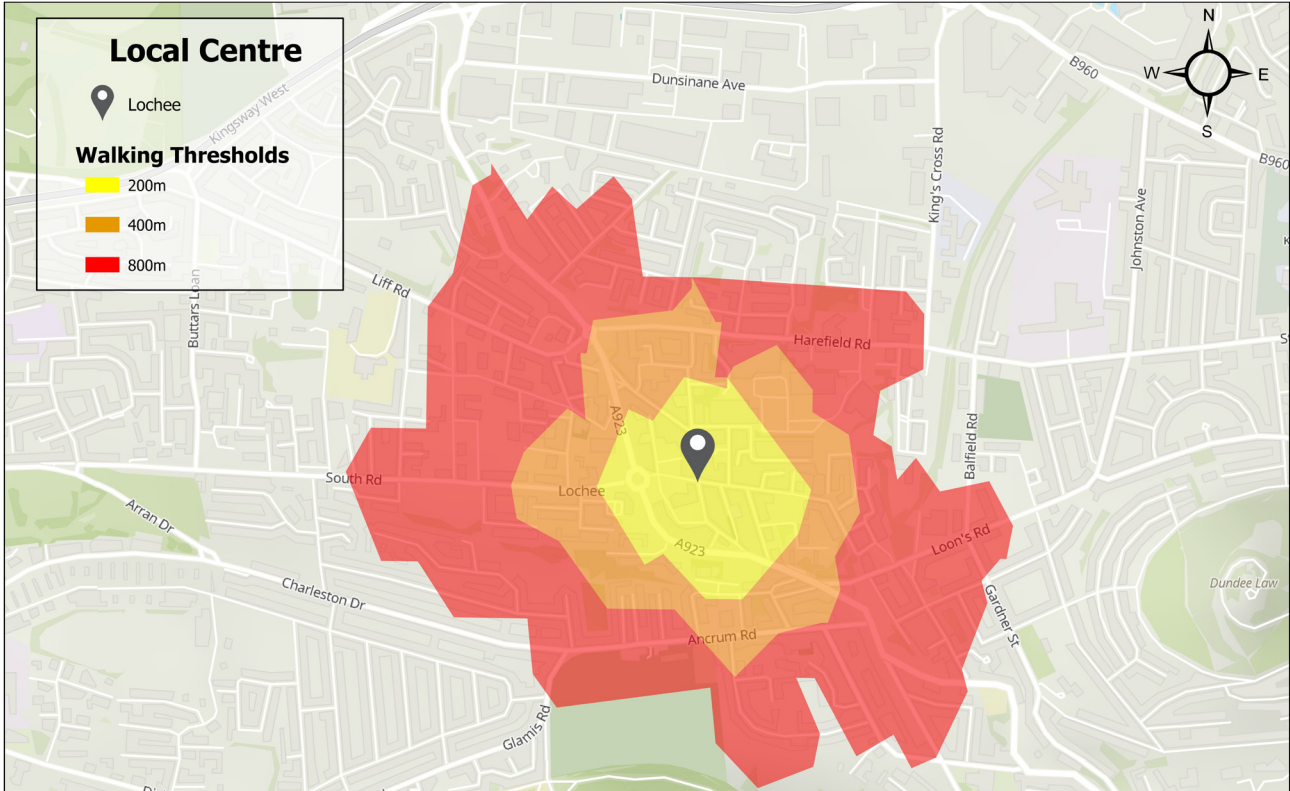 Local Centre
Lochee
Walking Thresholds
200m
400m
800m
N
W
E
S
Kingsway West
Dunsinane Ave
B960
B960
King's Cross Rd
Johnston Ave
Buttars Loan
Liff Rd
Harefield Rd
A923
South Rd
Lochee
Balfield Rd
Arran Dr
A923
Loon's Rd
Charleston Dr
Dundee Law
Gardner St
Ancrum Rd
Glamis Rd